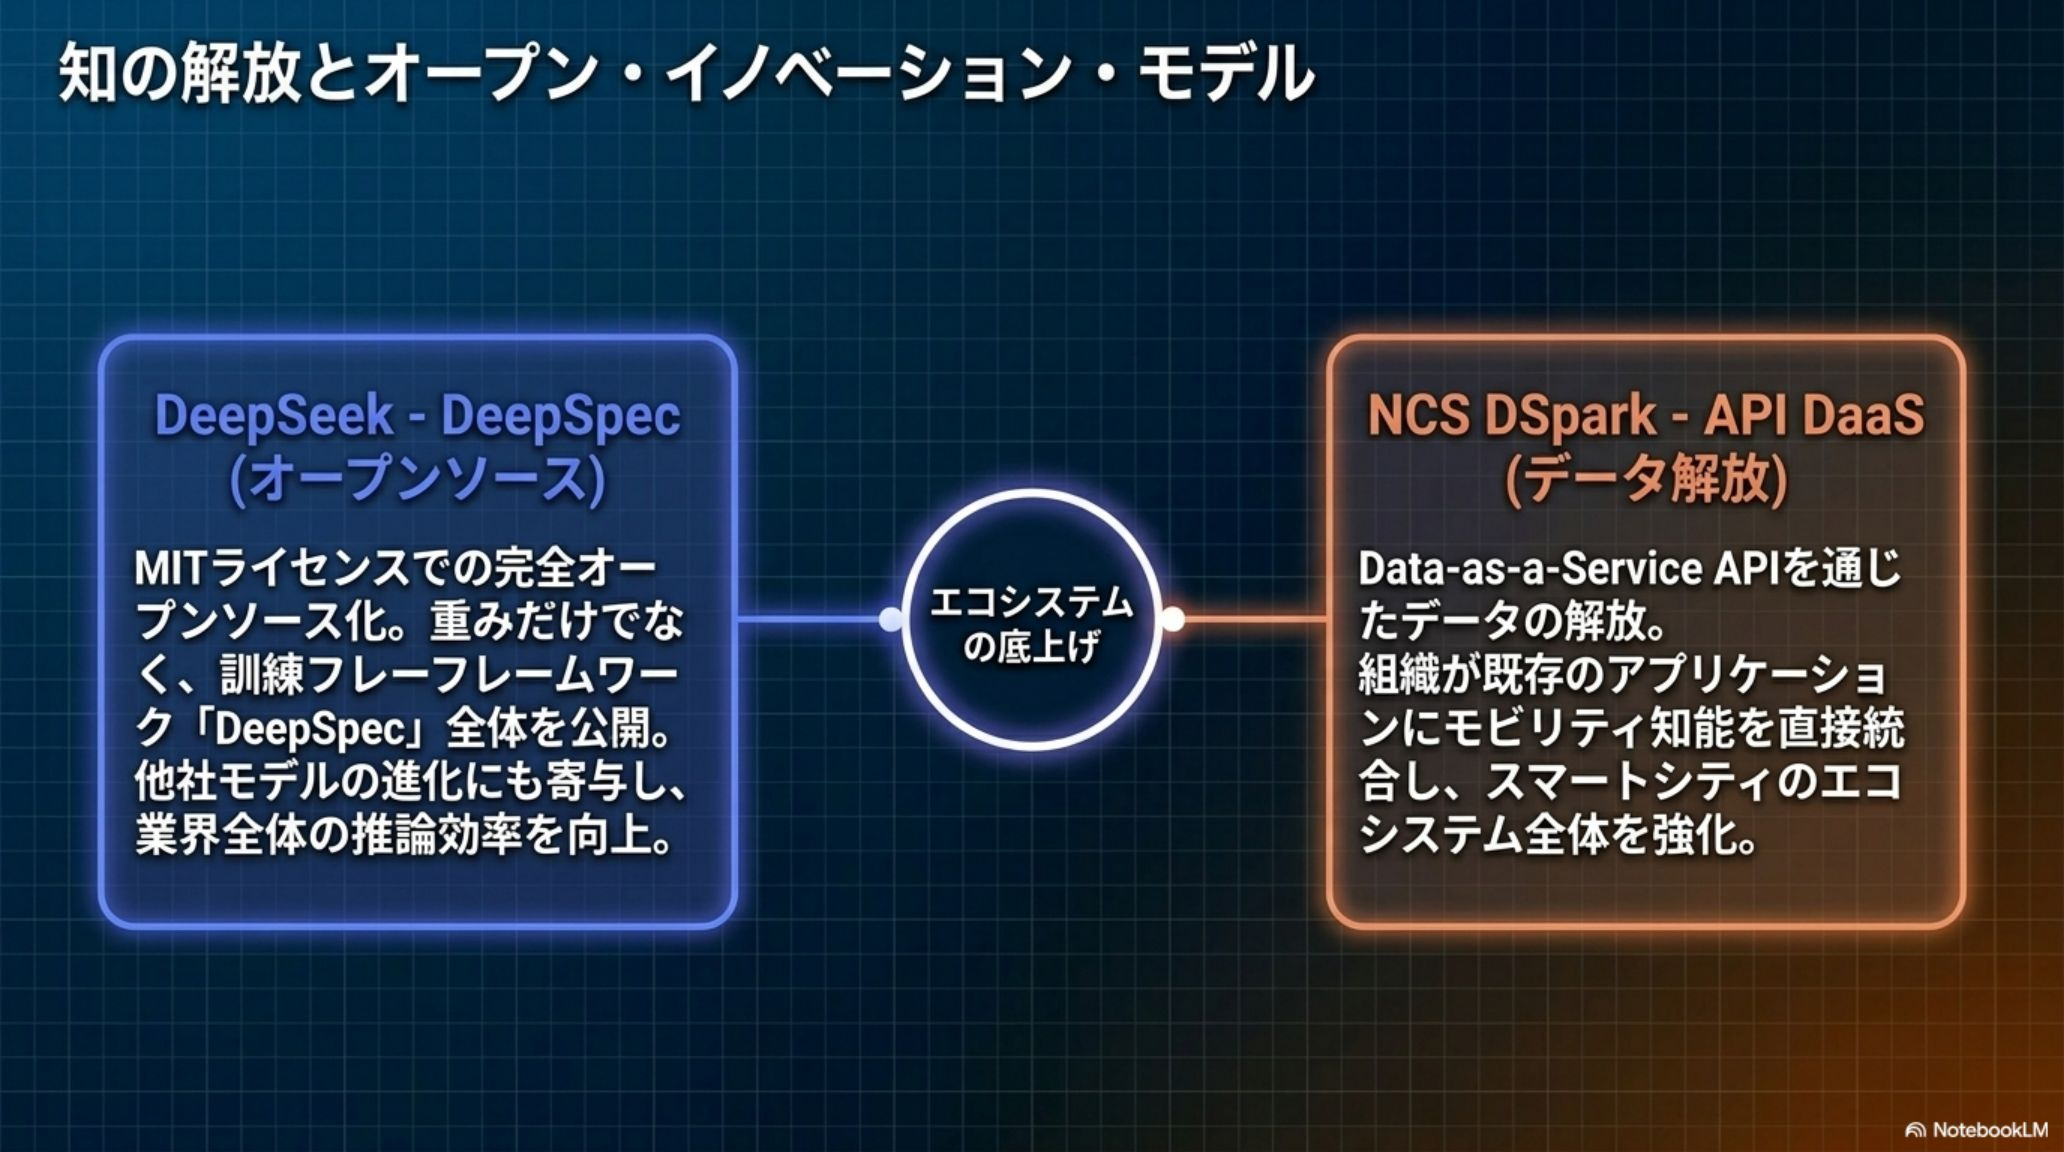 知の解放とオープン・イノベーション・モデル
DeepSeek - DeepSpec
(オープンソース)
MITライセンスでの完全オー
プンソース化。重みだけでな
く、訓練フレーフレームワー
ク「DeepSpec」全体を公開。
他社モデルの進化にも寄与し、
業界全体の推論効率を向上。
エコシステム
の底上げ
NCS DSpark - API DaaS
(データ解放)
Data-as-a-Service APIを通じ
たデータの解放。
組織が既存のアプリケーショ
ンにモビリティ知能を直接統
合し、スマートシティのエコ
システム全体を強化。
NotebookLM